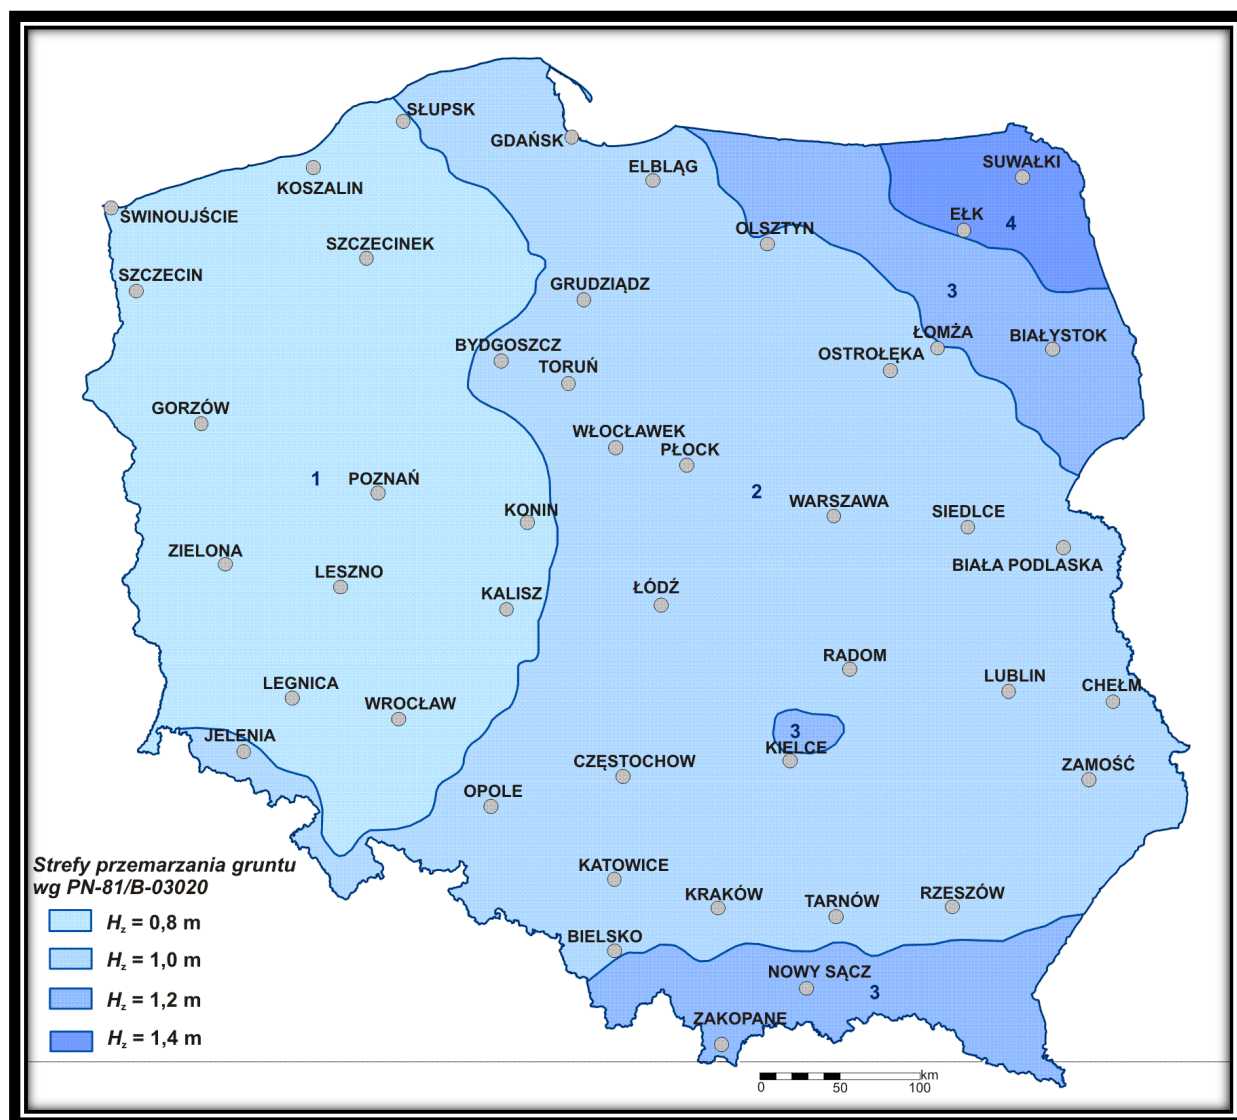 SŁUPSK
GDAŃSK
ELBLĄG
SUWAŁKI
KOSZALIN
ŚWINOUJŚCIE
EŁK
4
OLSZTYN
SZCZECINEK
SZCZECIN
GRUDZIĄDZ
3
ŁOMŻA
BIAŁYSTOK
BYDGOSZCZ
OSTROŁĘKA
TORUŃ
GORZÓW
WŁOCŁAWEK
PŁOCK
1
POZNAŃ
2
WARSZAWA
KONIN
SIEDLCE
ZIELONA
BIAŁA PODLASKA
LESZNO
KALISZ
ŁÓDŹ
RADOM
LUBLIN
CHEŁM
LEGNICA
WROCŁAW
3
JELENIA
KIELCE
CZĘSTOCHOW
ZAMOŚĆ
OPOLE
KATOWICE
KRAKÓW
TARNÓW
RZESZÓW
BIELSKO
NOWY SĄCZ
3
ZAKOPANE
Strefy przemarzania gruntu
wg PN-81/B-03020
Hz = 0,8 m
Hz = 1,0 m
Hz = 1,2 m
Hz = 1,4 m
km
0 50 100